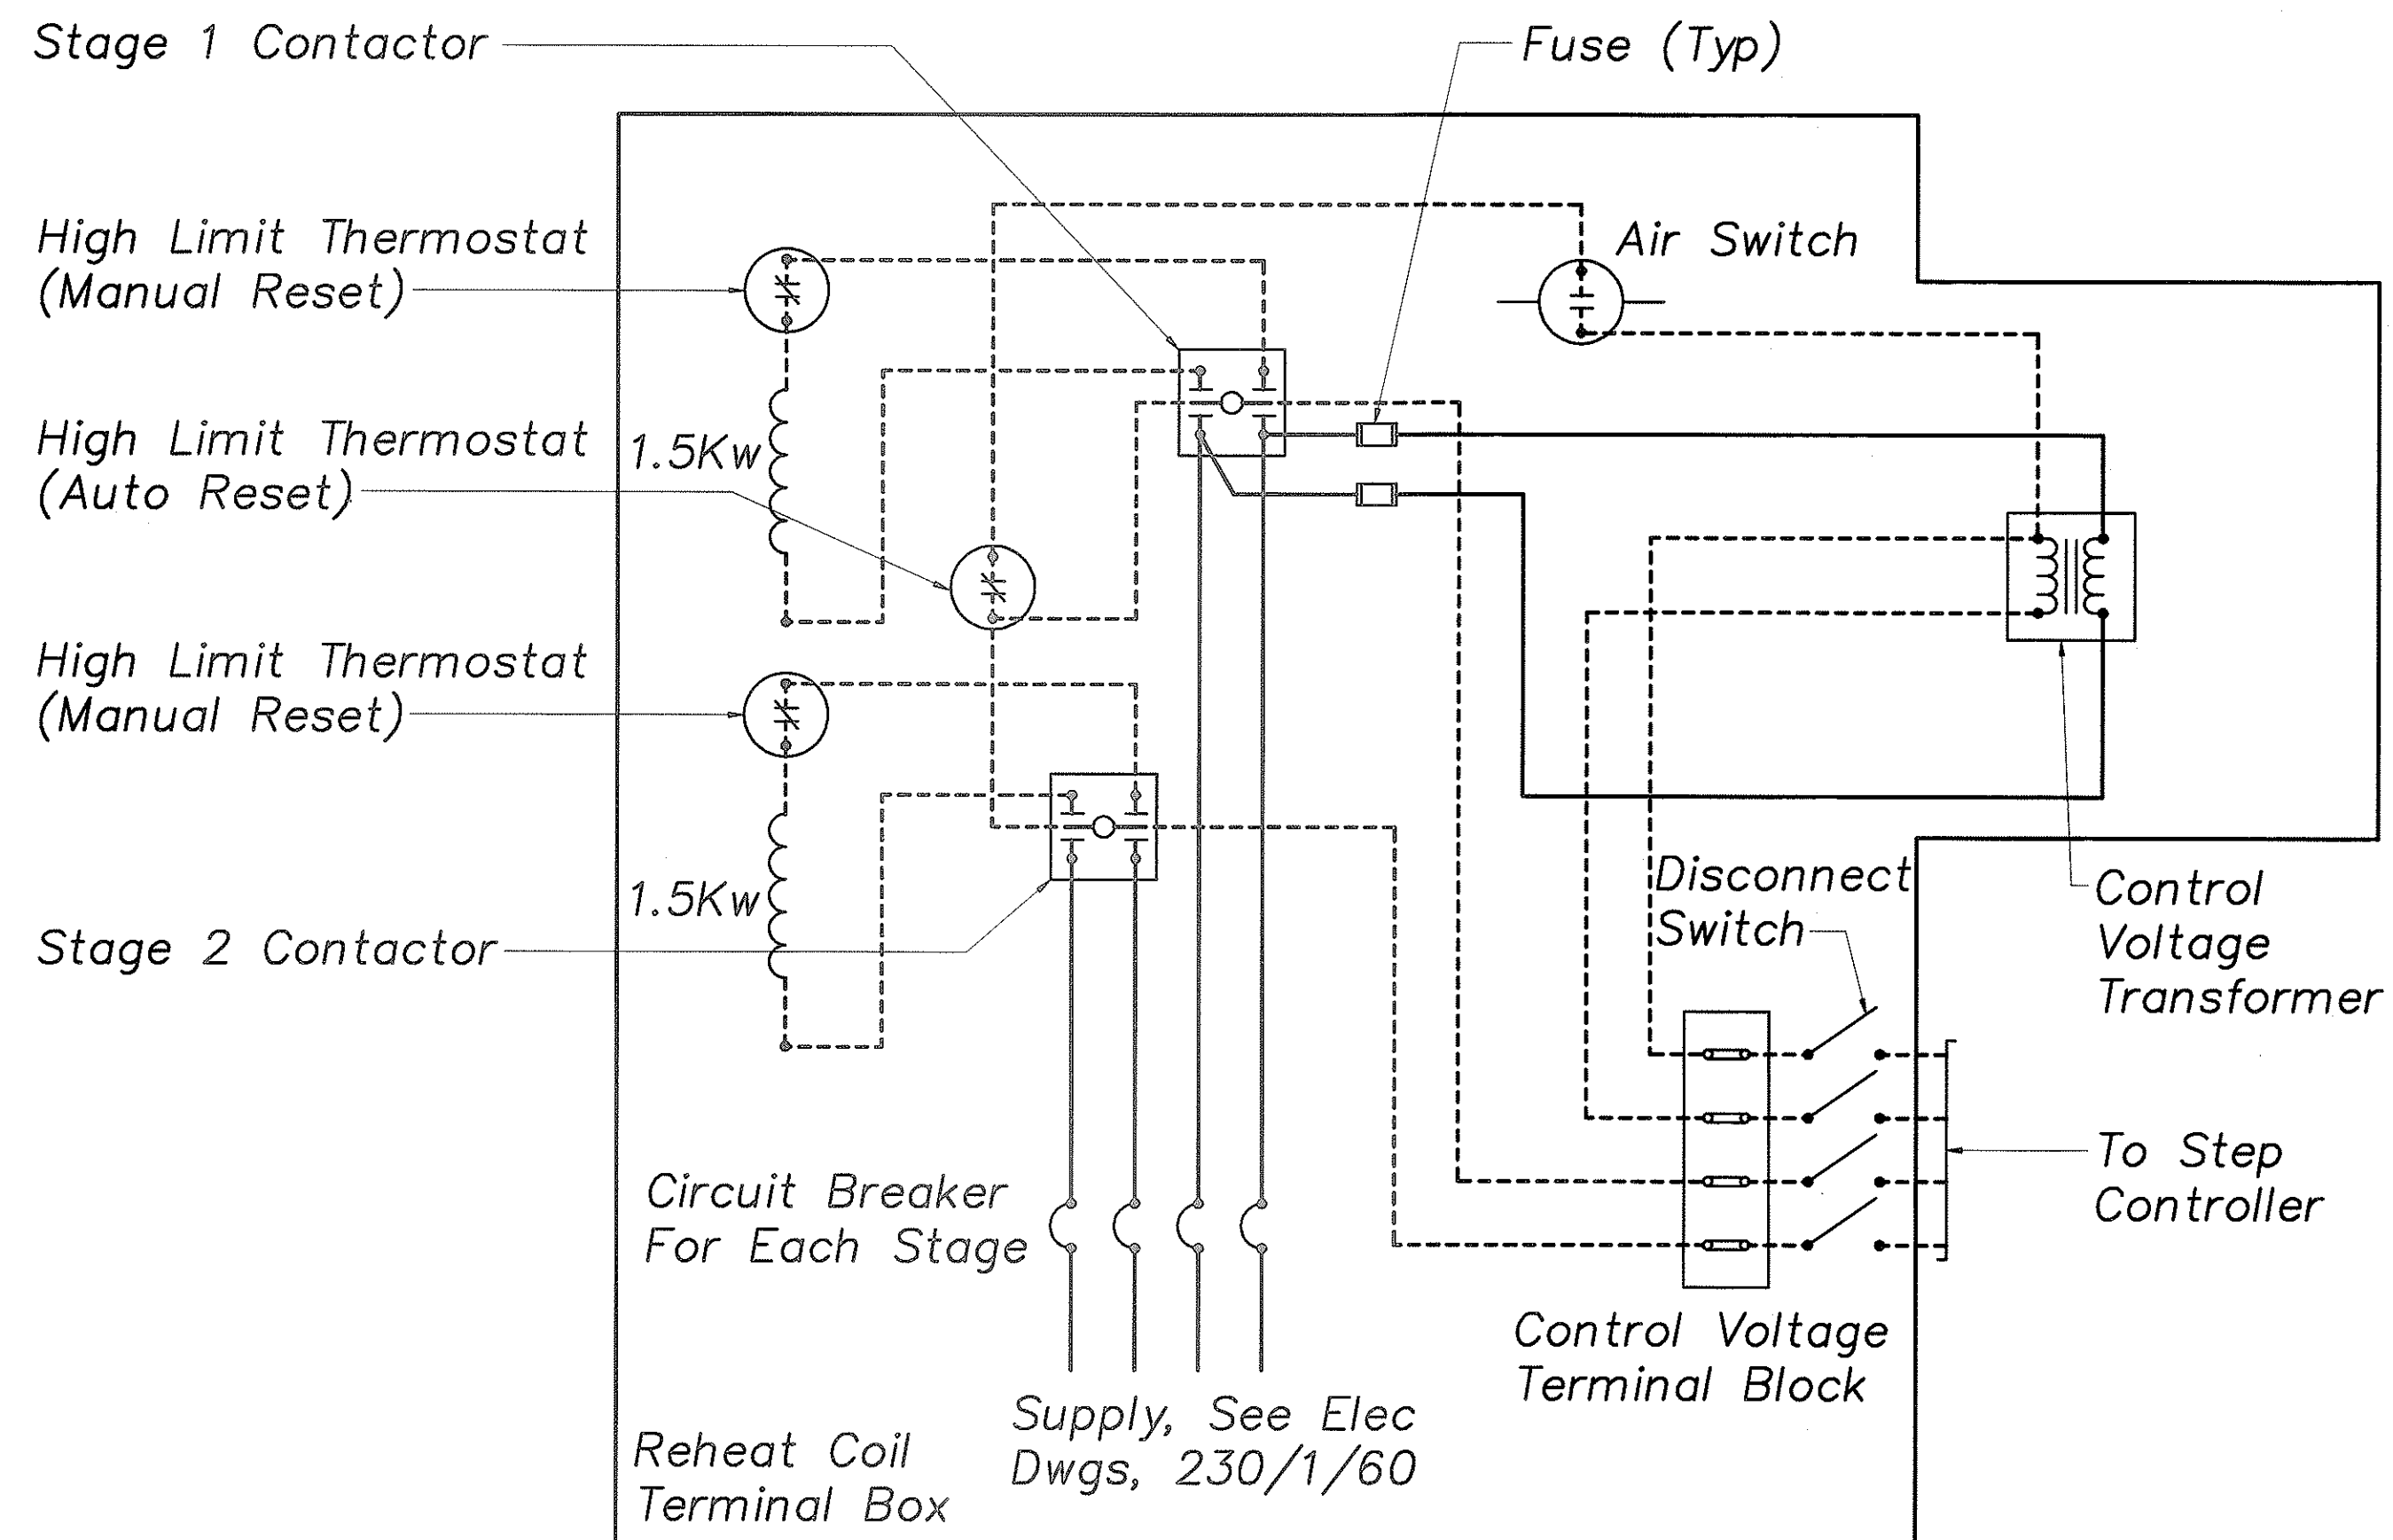 Stage 1 Contactor
Fuse (Typ)
High Limit Thermostat
(Manual Reset)
Air Switch
High Limit Thermostat
(Auto Reset)
1.5Kw
High Limit Thermostat
(Manual Reset)
Stage 2 Contactor
1.5Kw
Disconnect
Switch
Control
Voltage
Transformer
To Step
Controller
Circuit Breaker
For Each Stage
Control Voltage
Terminal Block
Supply, See Elec
Dwgs, 230/1/60
Reheat Coil
Terminal Box